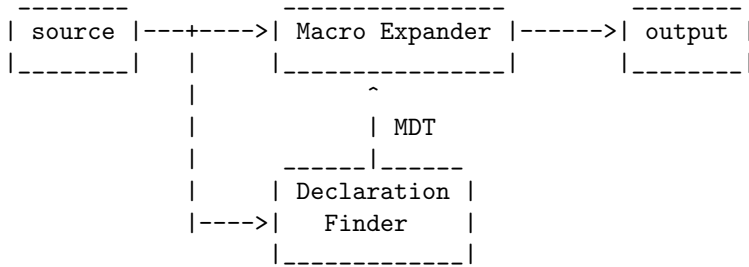 source Macro Expander output
MDT
Declaration
Finder